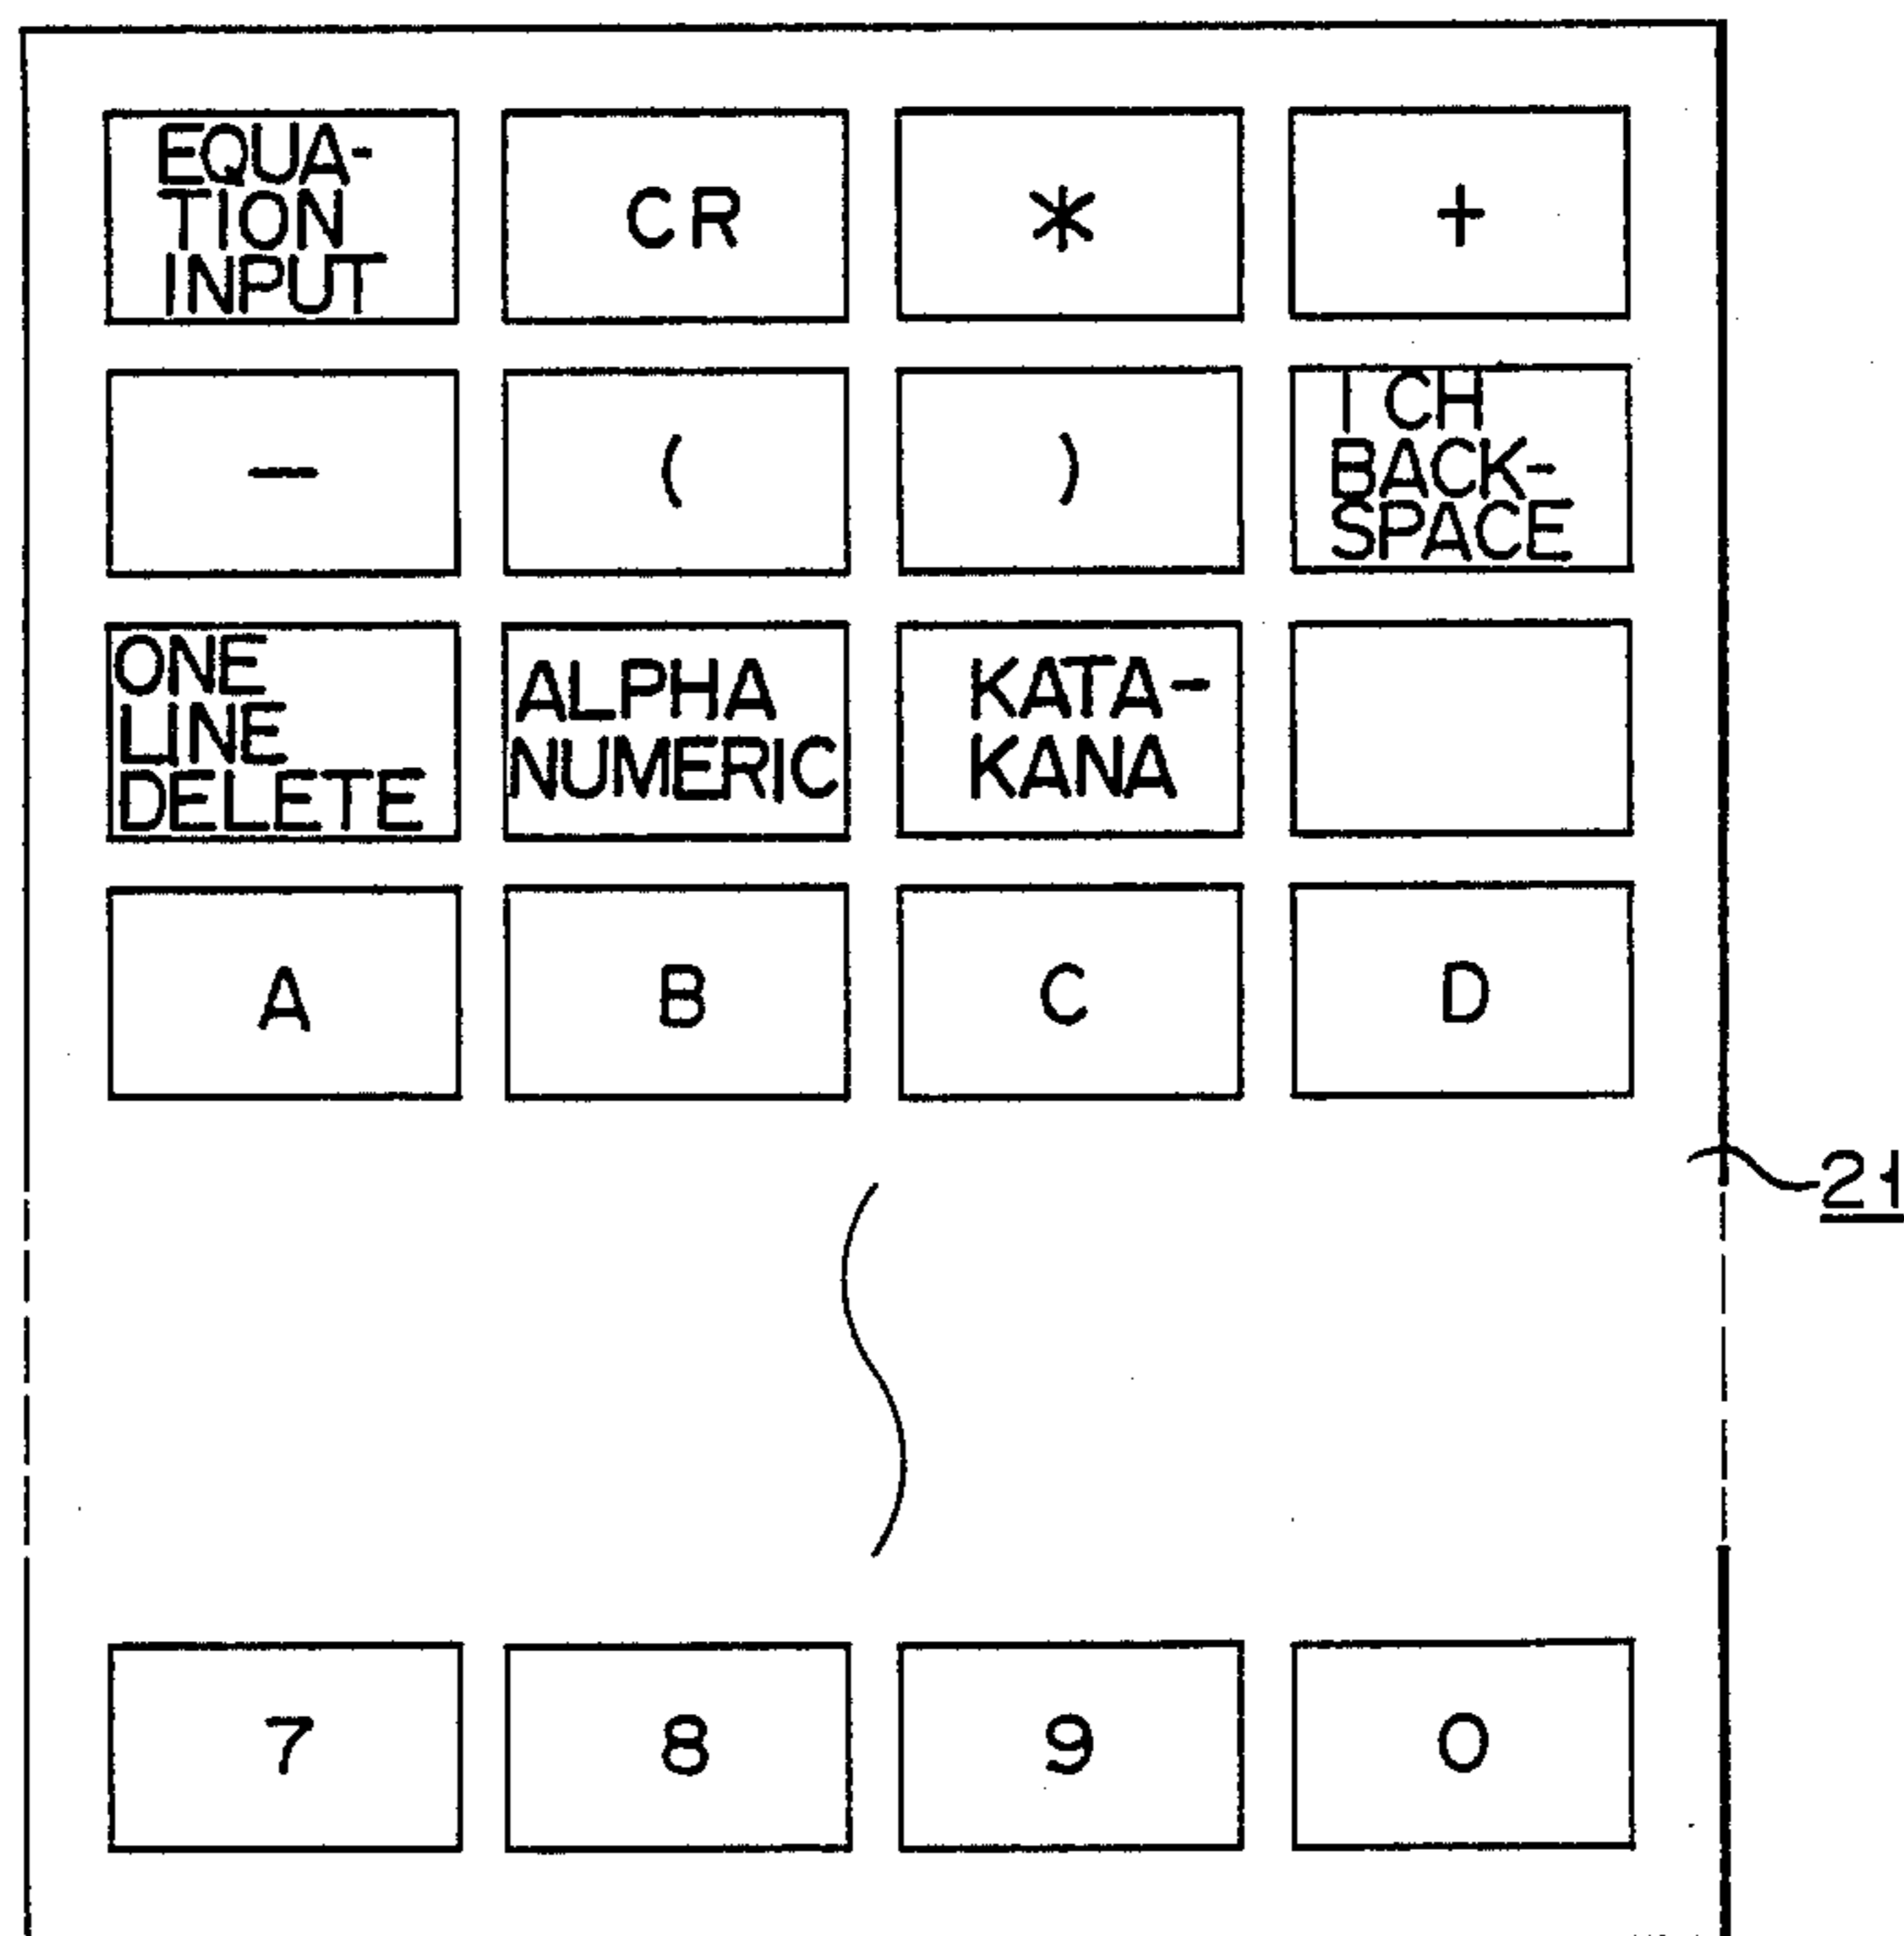 EQUA-
TION
INPUT
CR
*
+
-
(
)
1 CH
BACK-
SPACE
ONE
LINE
DELETE
ALPHA
NUMERIC
KATA-
KANA
A
B
C
D
21
7
8
9
0